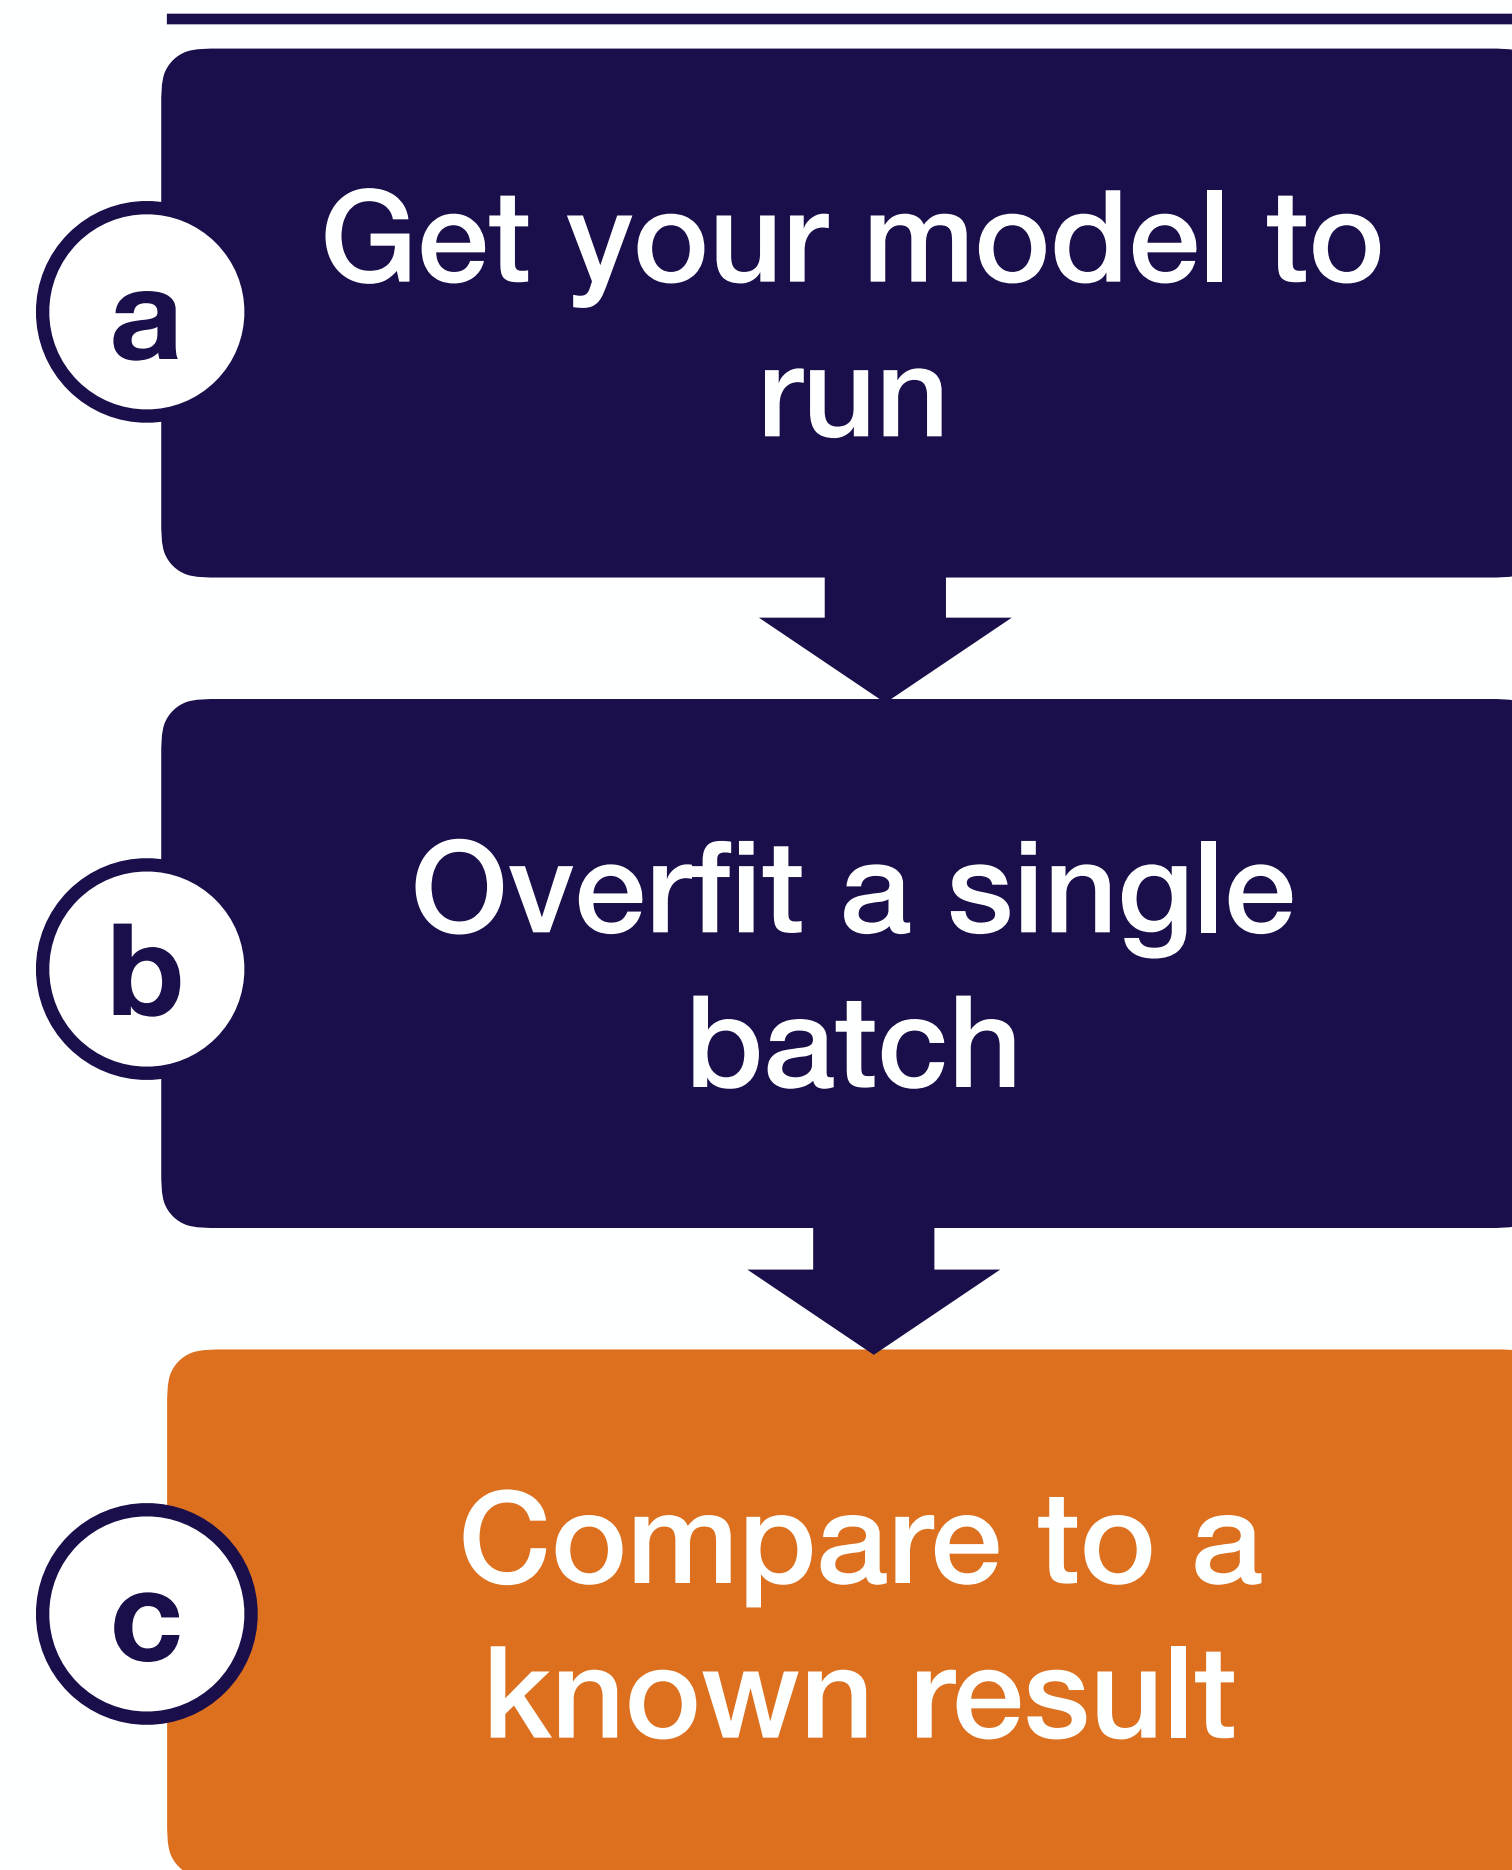 a
Get your model to
run
b
Overfit a single
batch
c
Compare to a
known result